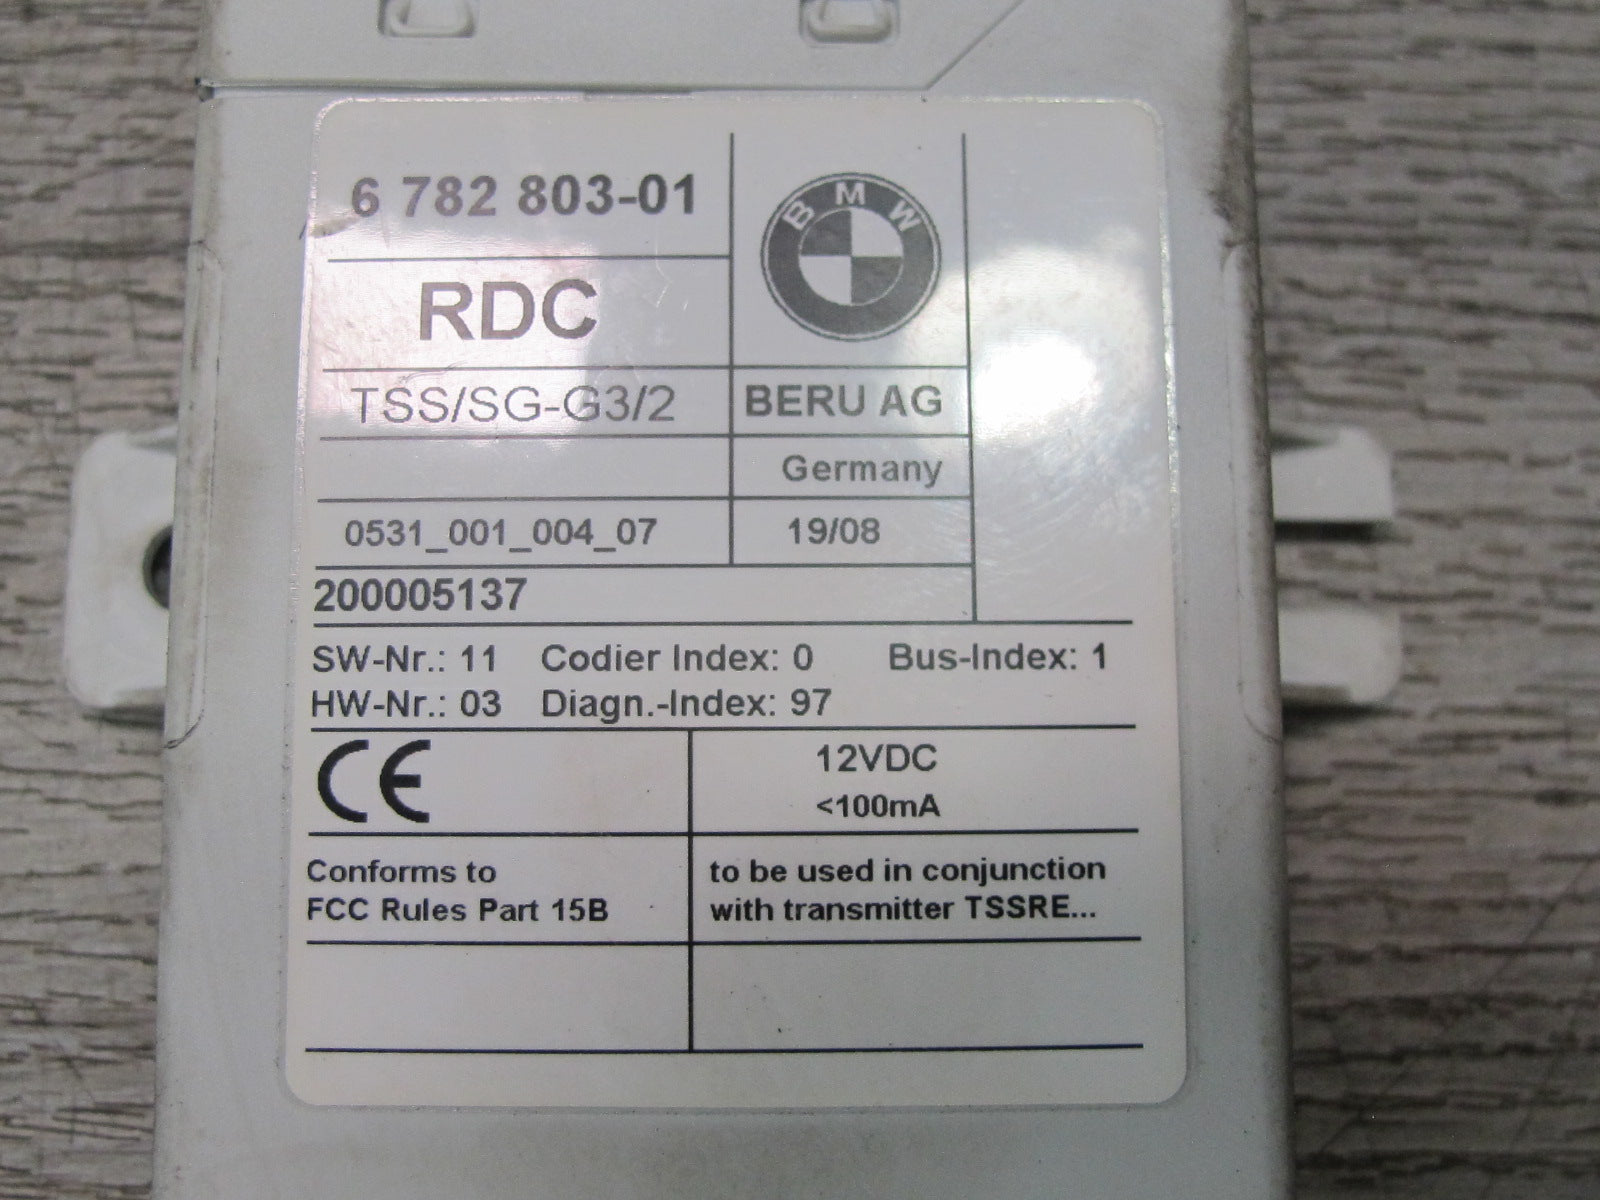 6 782 803-01
BMW
RDC
TSS/SG-G3/2
BERU AG
Germany
0531_001_004_07
19/08
200005137
SW-Nr.: 11 Codier Index: 0 Bus-Index: 1
HW-Nr.: 03 Diagn.-Index: 97
CE
12VDC
<100mA
Conforms to
FCC Rules Part 15B
to be used in conjunction
with transmitter TSSRE...